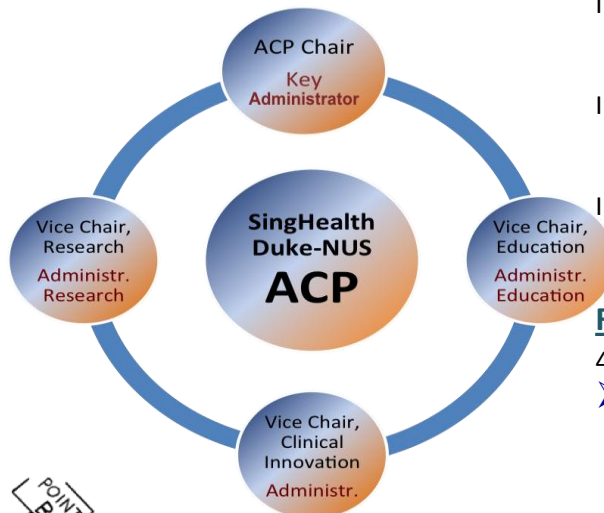 ACP Chair
Key
Administrator
SingHealth
Duke-NUS
ACP
Vice Chair,
Research
Administr.
Research
Vice Chair,
Education
Administr.
Education
Vice Chair,
Clinical
Innovation
Administr.
POINT